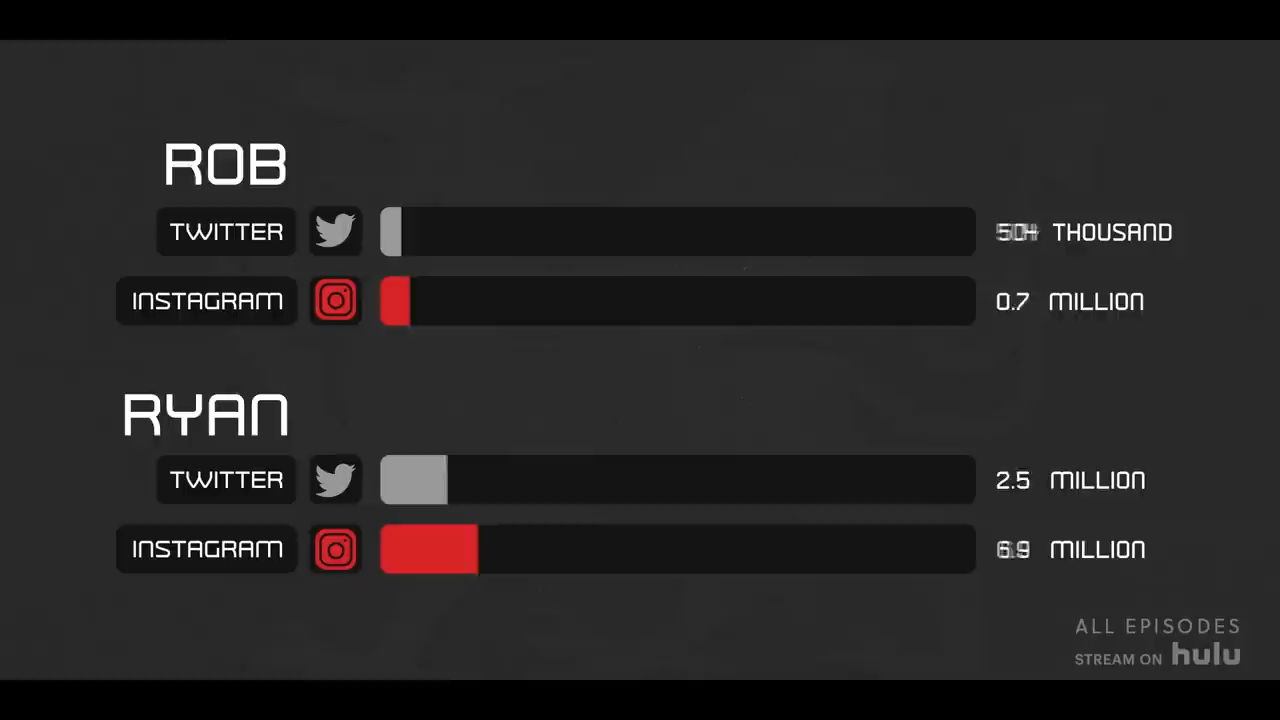 ROB
TWITTER THOUSAND
INSTAGRAM 0.7 MILLION
RYAN
TWITTER 2.5 MILLION
INSTAGRAM MILLION
ALL EPISODES
STREAM ON hulu